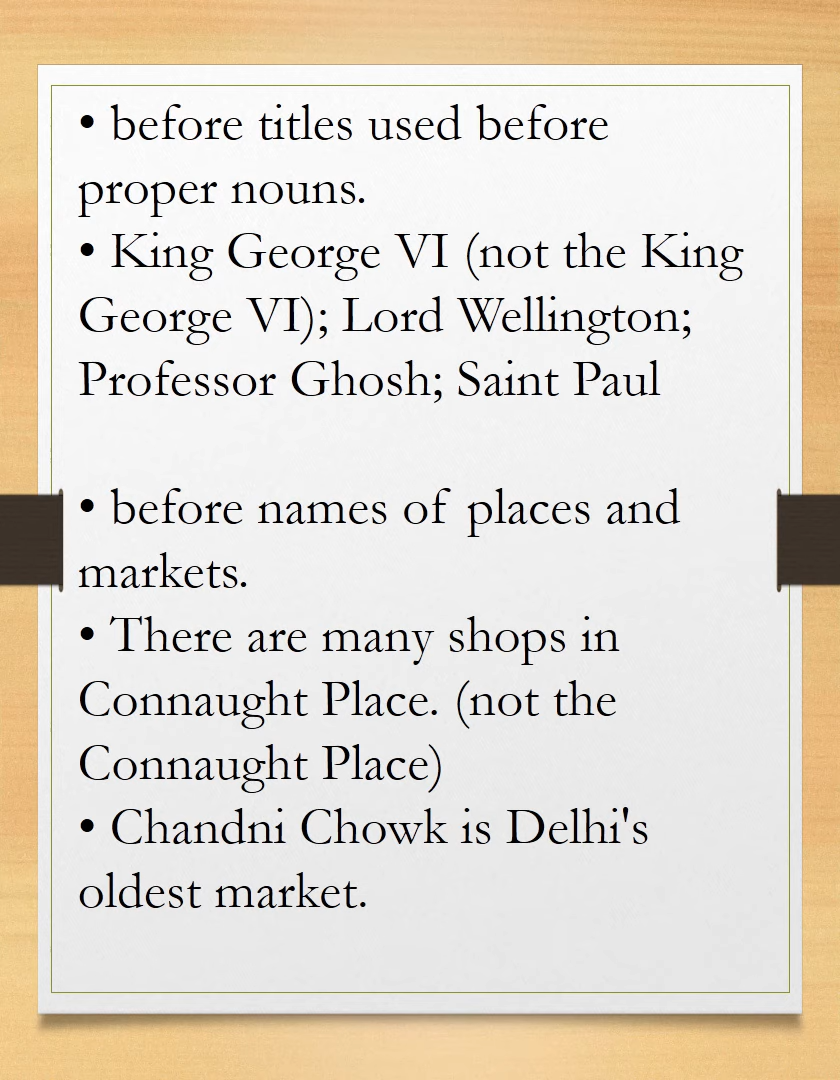 • before titles used before
proper nouns.
• King George VI (not the King
George VI); Lord Wellington;
Professor Ghosh; Saint Paul
• before names of places and
markets.
• There are many shops in
Connaught Place. (not the
Connaught Place)
• Chandni Chowk is Delhi's
oldest market.